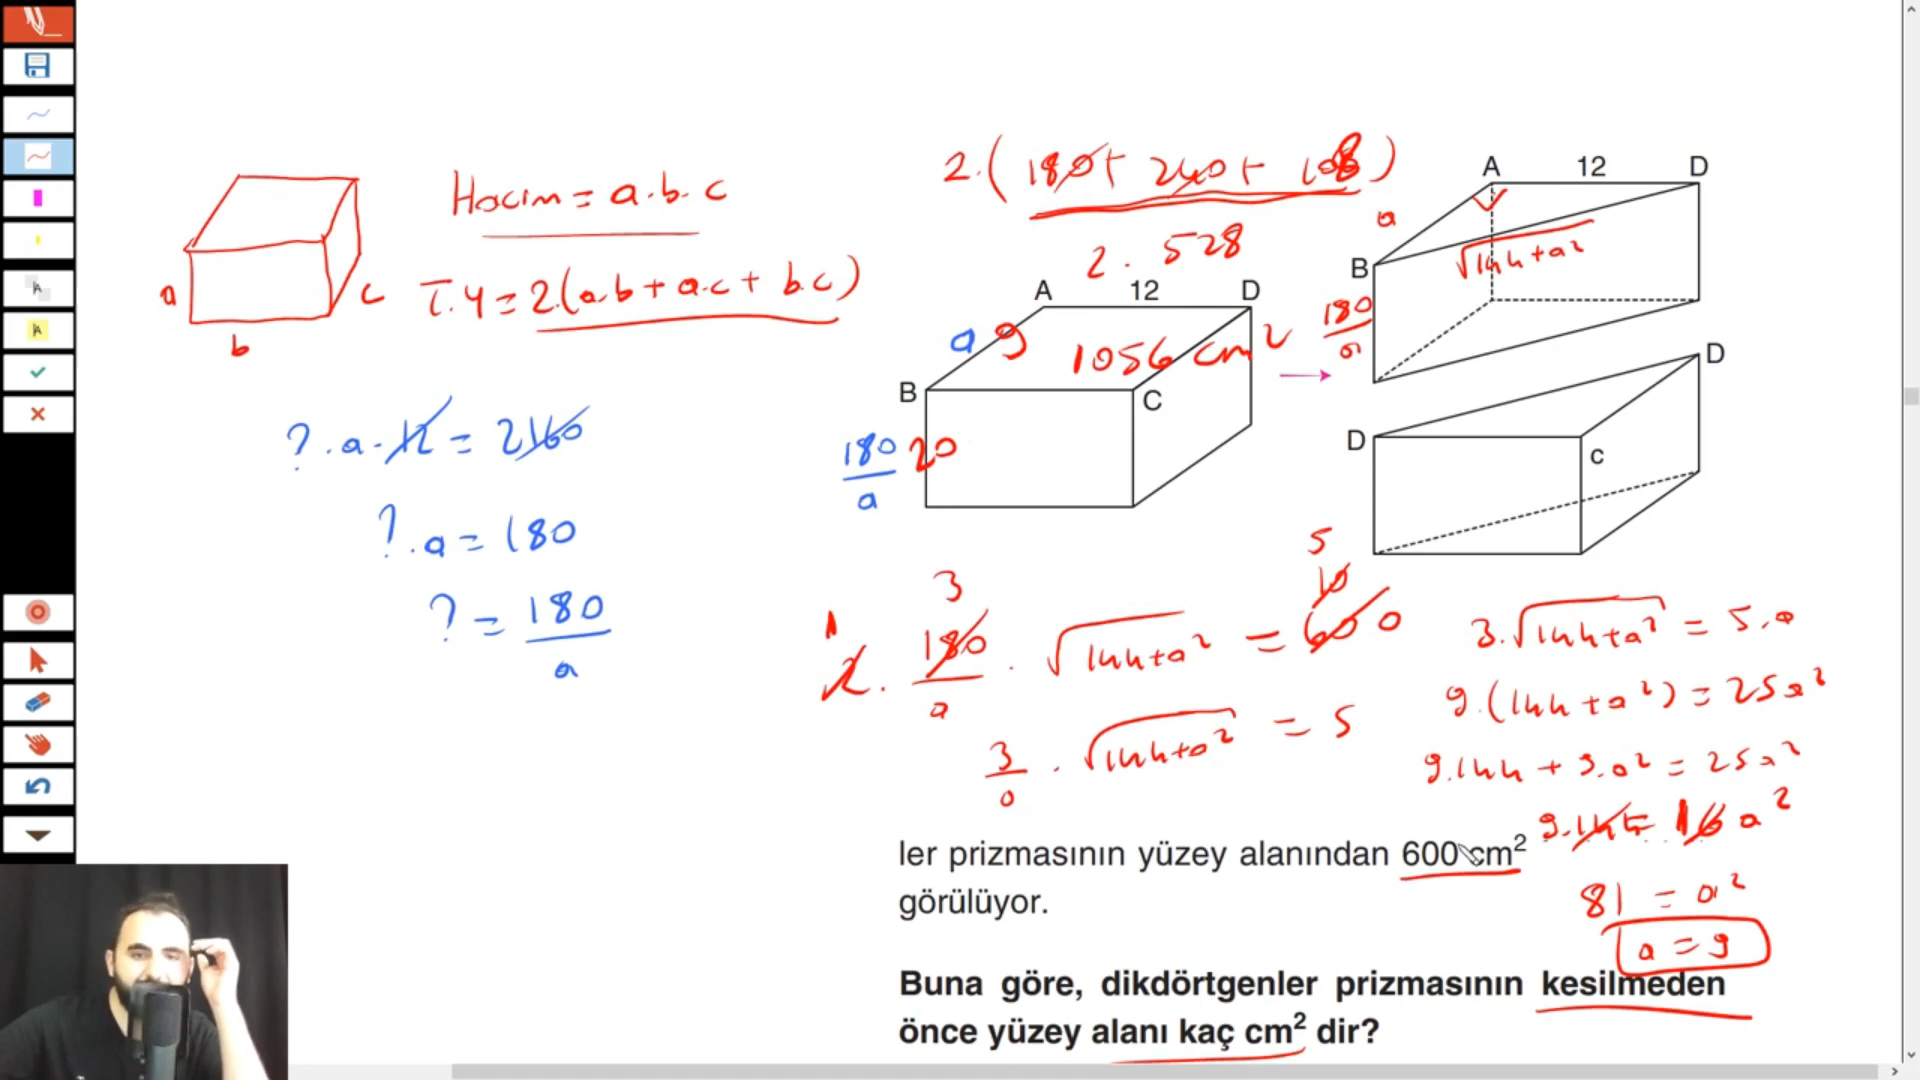 Hacim = a.b.c
T.Y = 2.(a.b + a.c + b.c)
a
b
c
?.a.12 = 2160
?.a = 180
? = 180/a
2.(180 + 240 + 108)
2 . 528
1056 cm²
A 12 D
a 9
B
C
180/a 20
A 12 D
a
B
√144+a²
180/a
D
D
c
1
2. 180/a . √144+a² = 600
3
10
5
3/a . √144+a² = 5
3.√144+a² = 5.a
9.(144+a²) = 25a²
9.144 + 9.a² = 25a²
9.144 = 16a²
81 = a²
a = 9
ler prizmasının yüzey alanından 600 cm²
görülüyor.
Buna göre, dikdörtgenler prizmasının kesilmeden
önce yüzey alanı kaç cm² dir?